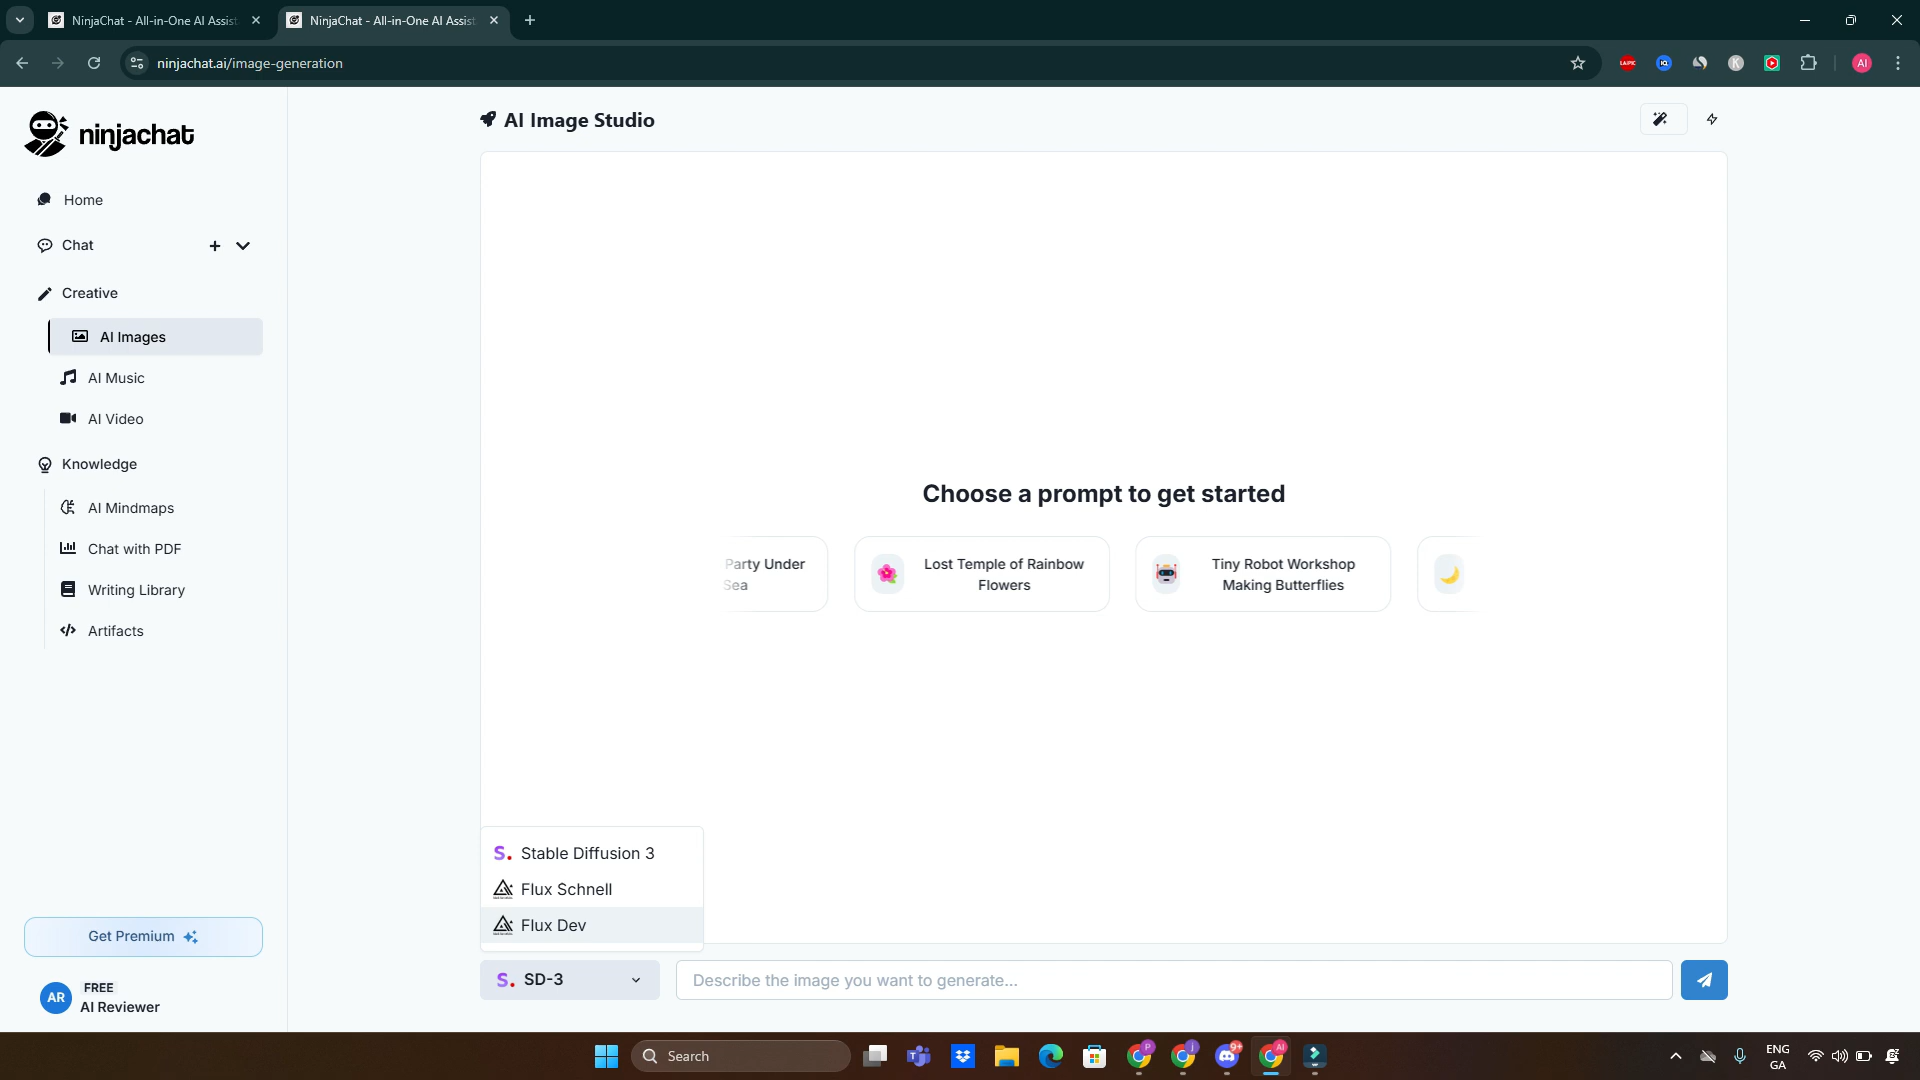 NinjaChat - All-in-One AI Assist
NinjaChat - All-in-One AI Assist
ninjachat.ai/image-generation
AI
ninjachat
AI Image Studio
Home
Chat
Creative
AI Images
AI Music
AI Video
Knowledge
AI Mindmaps
Chat with PDF
Writing Library
Artifacts
Choose a prompt to get started
Party Under
Sea
Lost Temple of Rainbow
Flowers
Tiny Robot Workshop
Making Butterflies
S. Stable Diffusion 3
Flux Schnell
Flux Dev
Get Premium
S. SD-3
Describe the image you want to generate...
AR
FREE
AI Reviewer
Search
P
j
9+
AI
ENG
GA